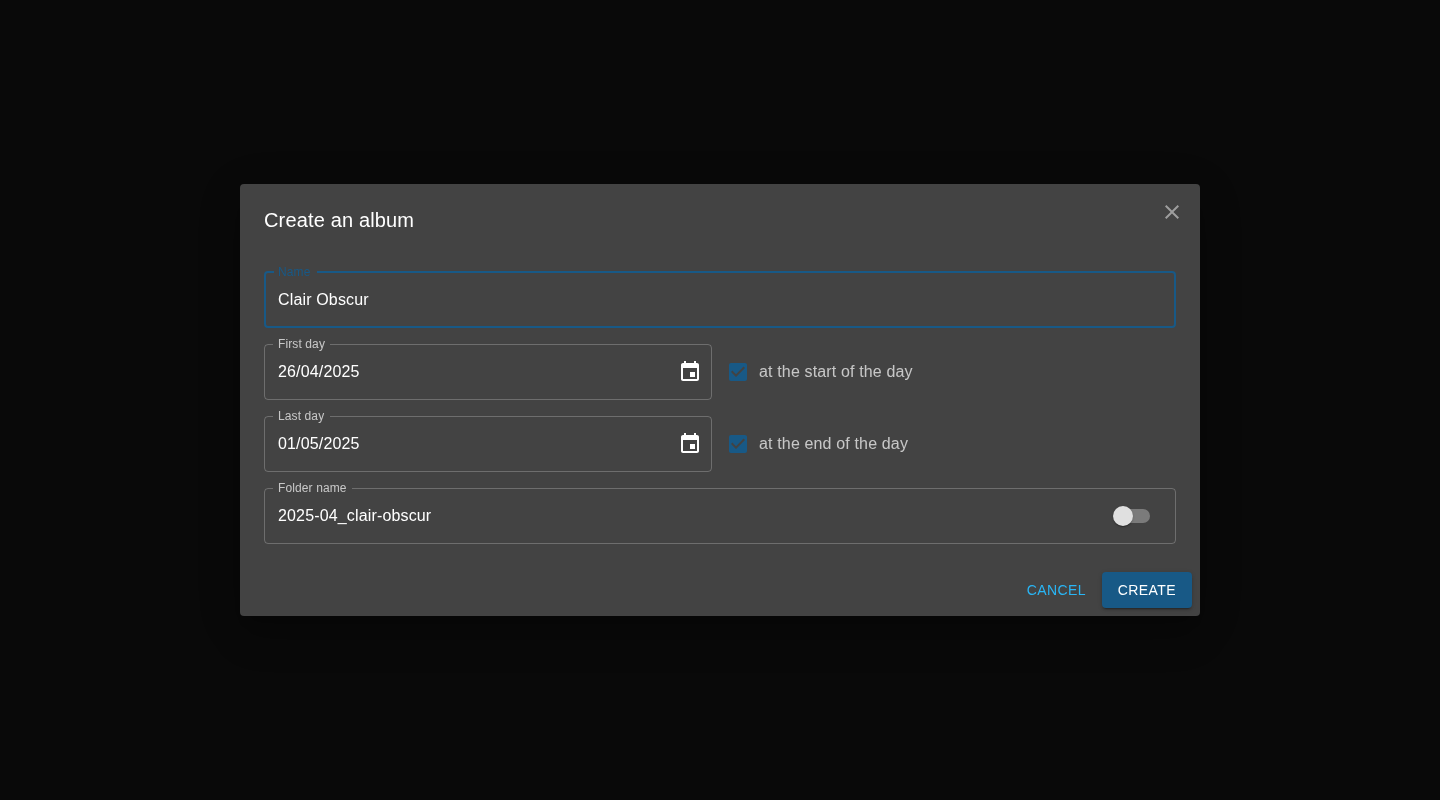 Create an album
Name
Clair Obscur
First day
26/04/2025
at the start of the day
Last day
01/05/2025
at the end of the day
Folder name
2025-04_clair-obscur
CANCEL
CREATE